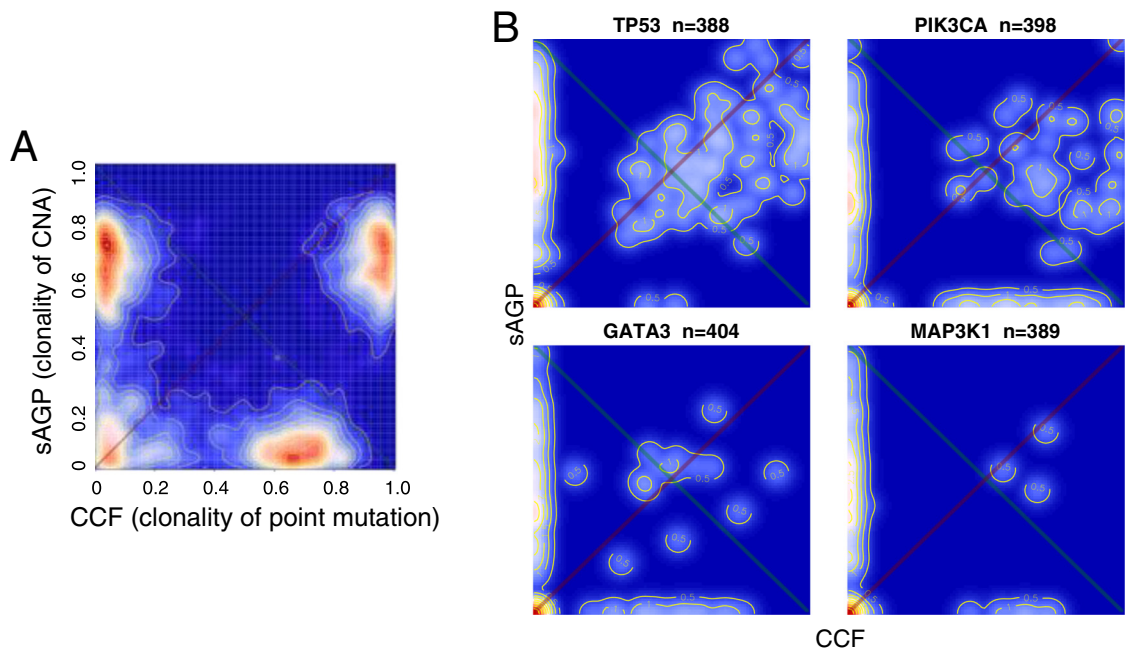 A
sAGP (clonality of CNA)
1.0
0.8
0.6
0.4
0.2
0
0 0.2 0.4 0.6 0.8 1.0
CCF (clonality of point mutation)
B
TP53 n=388
PIK3CA n=398
GATA3 n=404
MAP3K1 n=389
sAGP
CCF